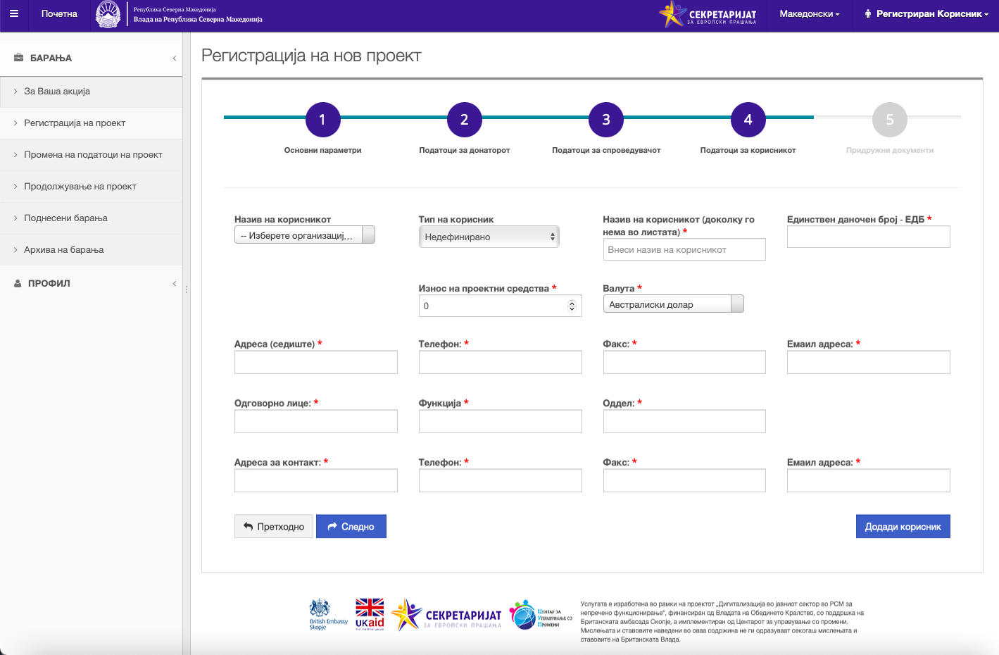 Почетна
Република Северна Македонија
Влада на Република Северна Македонија
СЕКРЕТАРИЈАТ
ЗА ЕВРОПСКИ ПРАШАЊА
Македонски
Регистриран Корисник
БАРАЊА
За Ваша акција
Регистрација на проект
Промена на податоци на проект
Продолжување на проект
Поднесени барања
Архива на барања
ПРОФИЛ
Регистрација на нов проект
1 2 3 4 5
Основни параметри Податоци за донаторот Податоци за спроведувачот Податоци за корисникот Придружни документи
Назив на корисникот
-- Изберете организациј...
Тип на корисник
Недефинирано
Назив на корисникот (доколку го
нема во листата) *
Внеси назив на корисникот
Единствен даночен број - ЕДБ *
Износ на проектни средства *
0
Валута *
Австралиски долар
Адреса (седиште) * Телефон: * Факс: * Емаил адреса: *
Одговорно лице: * Функција * Оддел: *
Адреса за контакт: * Телефон: * Факс: * Емаил адреса: *
Претходно Следно Додади корисник
British Embassy
Skopje
UKaid
СЕКРЕТАРИЈАТ
ЗА ЕВРОПСКИ ПРАШАЊА
Центар за
Управување со
Промени
Услугата е изработена во рамки на проектот „Дигитализација во јавниот сектор во РСМ за
непречено функционирање“, финансиран од Владата на Обединето Кралство, со поддршка на
Британската амбасада Скопје, а имплементиран од Центарот за управување со промени.
Мислењата и ставовите наведени во оваа содржина не ги одразуваат секогаш мислењата и
ставовите на Британската Влада.